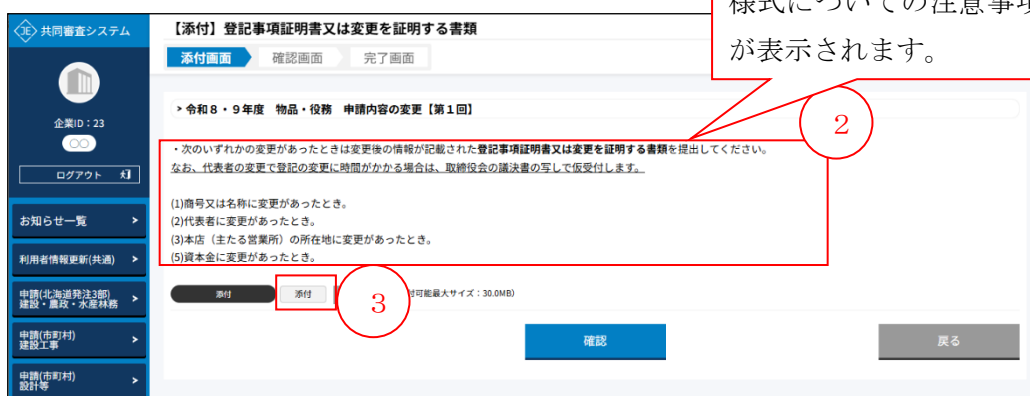 様式についての注意事項
が表示されます。
JE 共同審査システム
【添付】登記事項証明書又は変更を証明する書類
添付画面
確認画面
完了画面
企業ID:23
○○
ログアウト
お知らせ一覧 >
利用者情報更新(共通) >
申請(北海道発注3部)
建設・農政・水産林務 >
申請(市町村)
建設工事 >
申請(市町村)
設計等 >
> 令和8・9年度 物品・役務 申請内容の変更【第1回】
2
・次のいずれかの変更があったときは変更後の情報が記載された登記事項証明書又は変更を証明する書類を提出してください。
なお、代表者の変更で登記の変更に時間がかかる場合は、取締役会の議決書の写しで仮受付します。
(1)商号又は名称に変更があったとき。
(2)代表者に変更があったとき。
(3)本店(主たる営業所)の所在地に変更があったとき。
(5)資本金に変更があったとき。
添付
添付
3
可能最大サイズ:30.0MB)
確認
戻る